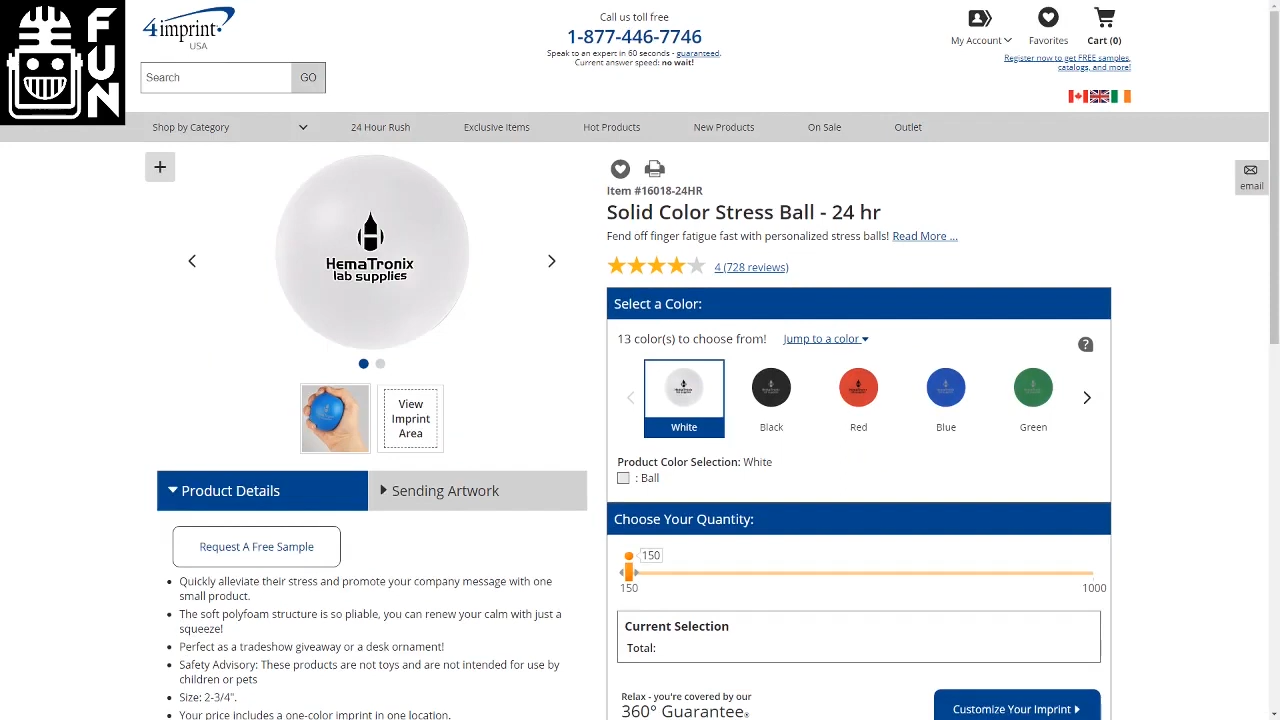 FUN
4imprint
USA
Search
GO
Call us toll free
1-877-446-7746
Speak to an expert in 60 seconds - guaranteed.
Current answer speed: no wait!
My Account
Favorites
Cart (0)
Register now to get FREE samples,
catalogs, and more!
Shop by Category
24 Hour Rush
Exclusive Items
Hot Products
New Products
On Sale
Outlet
email
HemaTronix
lab supplies
View
Imprint
Area
Product Details
Sending Artwork
Request A Free Sample
• Quickly alleviate their stress and promote your company message with one
small product.
• The soft polyfoam structure is so pliable, you can renew your calm with just a
squeeze!
• Perfect as a tradeshow giveaway or a desk ornament!
• Safety Advisory: These products are not toys and are not intended for use by
children or pets
• Size: 2-3/4".
• Your price includes a one-color imprint in one location.
Item #16018-24HR
Solid Color Stress Ball - 24 hr
Fend off finger fatigue fast with personalized stress balls! Read More ...
4 (728 reviews)
Select a Color:
13 color(s) to choose from! Jump to a color
?
White
Black
Red
Blue
Green
Product Color Selection: White
: Ball
Choose Your Quantity:
150
150
1000
Current Selection
Total:
Relax - you're covered by our
360° Guarantee®
Customize Your Imprint